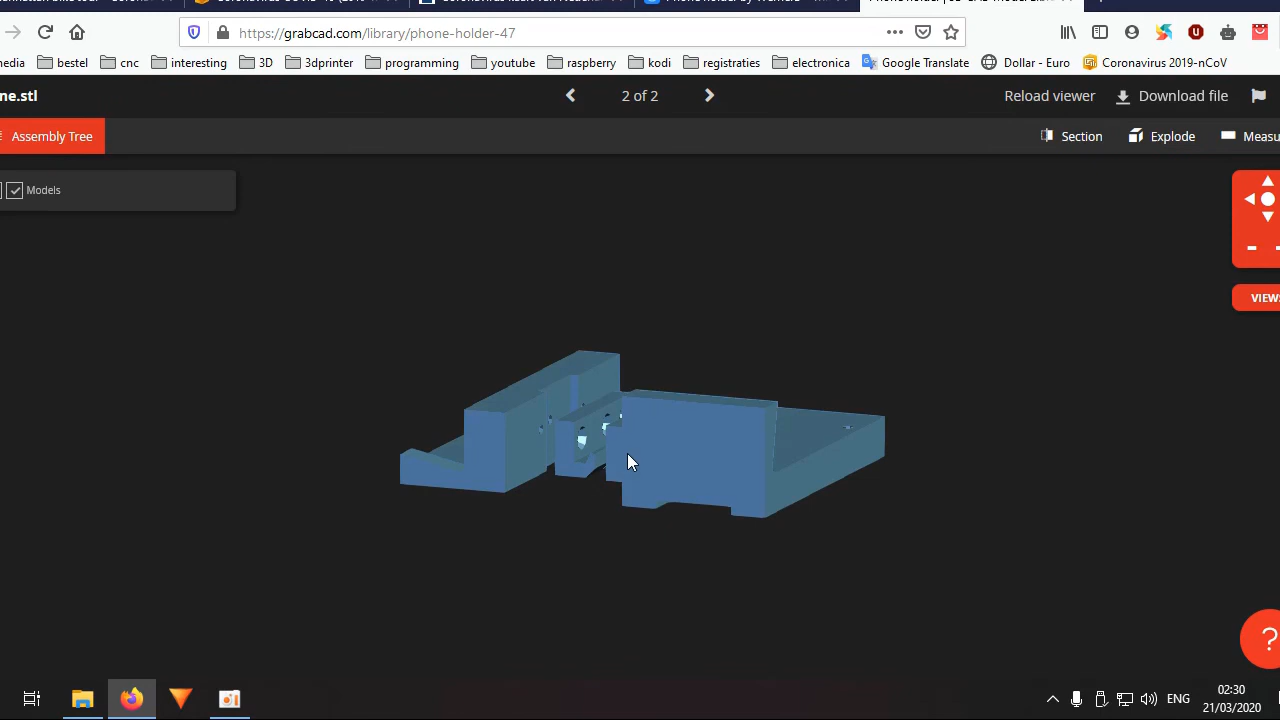 https://grabcad.com/library/phone-holder-47
media bestel cnc interesting 3D 3dprinter programming youtube raspberry kodi registraties electronica Google Translate Dollar - Euro Coronavirus 2019-nCoV
ne.stl 2 of 2 Reload viewer Download file
Assembly Tree Section Explode Measu
Models
VIEWS
?
ENG 02:30
21/03/2020